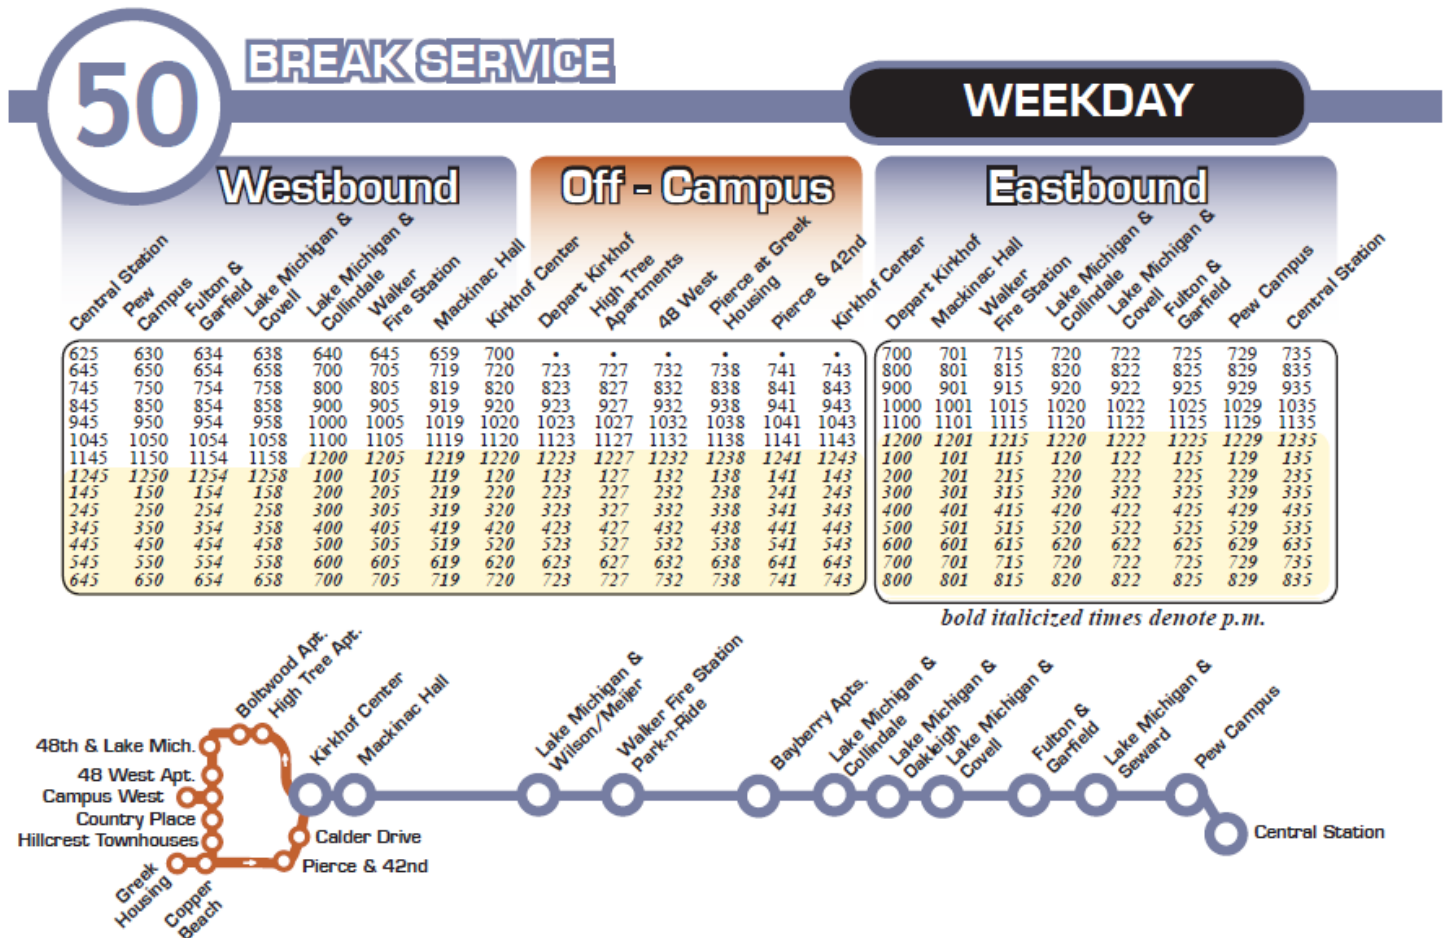 50
BREAK SERVICE
WEEKDAY
Westbound
Off - Campus
Eastbound
Central Station
Pew
Campus
Fulton &
Garfield
Lake Michigan &
Covell
Lake Michigan &
Collindale
Walker
Fire Station
Mackinac Hall
Kirkhof Center
Depart Kirkhof
High Tree
Apartments
48 West
Pierce at Greek
Housing
Pierce & 42nd
Kirkhof Center
Depart Kirkhof
Mackinac Hall
Walker
Fire Station
Lake Michigan &
Collindale
Lake Michigan &
Covell
Fulton &
Garfield
Pew Campus
Central Station
625 630 634 638 640 645 659 700 • • • • • • 700 701 715 720 722 725 729 735
645 650 654 658 700 705 719 720 723 727 732 738 741 743 800 801 815 820 822 825 829 835
745 750 754 758 800 805 819 820 823 827 832 838 841 843 900 901 915 920 922 925 929 935
845 850 854 858 900 905 919 920 923 927 932 938 941 943 1000 1001 1015 1020 1022 1025 1029 1035
945 950 954 958 1000 1005 1019 1020 1023 1027 1032 1038 1041 1043 1100 1101 1115 1120 1122 1125 1129 1135
1045 1050 1054 1058 1100 1105 1119 1120 1123 1127 1132 1138 1141 1143 1200 1201 1215 1220 1222 1225 1229 1235
1145 1150 1154 1158 1200 1205 1219 1220 1223 1227 1232 1238 1241 1243 100 101 115 120 122 125 129 135
1245 1250 1254 1258 100 105 119 120 123 127 132 138 141 143 200 201 215 220 222 225 229 235
145 150 154 158 200 205 219 220 223 227 232 238 241 243 300 301 315 320 322 325 329 335
245 250 254 258 300 305 319 320 323 327 332 338 341 343 400 401 415 420 422 425 429 435
345 350 354 358 400 405 419 420 423 427 432 438 441 443 500 501 515 520 522 525 529 535
445 450 454 458 500 505 519 520 523 527 532 538 541 543 600 601 615 620 622 625 629 635
545 550 554 558 600 605 619 620 623 627 632 638 641 643 700 701 715 720 722 725 729 735
645 650 654 658 700 705 719 720 723 727 732 738 741 743 800 801 815 820 822 825 829 835
bold italicized times denote p.m.
Boltwood Apt.
High Tree Apt.
Kirkhof Center
Mackinac Hall
Lake Michigan &
Wilson/Meijer
Walker Fire Station
Park-n-Ride
Bayberry Apts.
Lake Michigan &
Collindale
Lake Michigan &
Oakleigh
Lake Michigan &
Covell
Fulton &
Garfield
Lake Michigan &
Seward
Pew Campus
Central Station
48th & Lake Mich.
48 West Apt.
Campus West
Country Place
Hillcrest Townhouses
Calder Drive
Pierce & 42nd
Greek
Housing
Copper
Beach